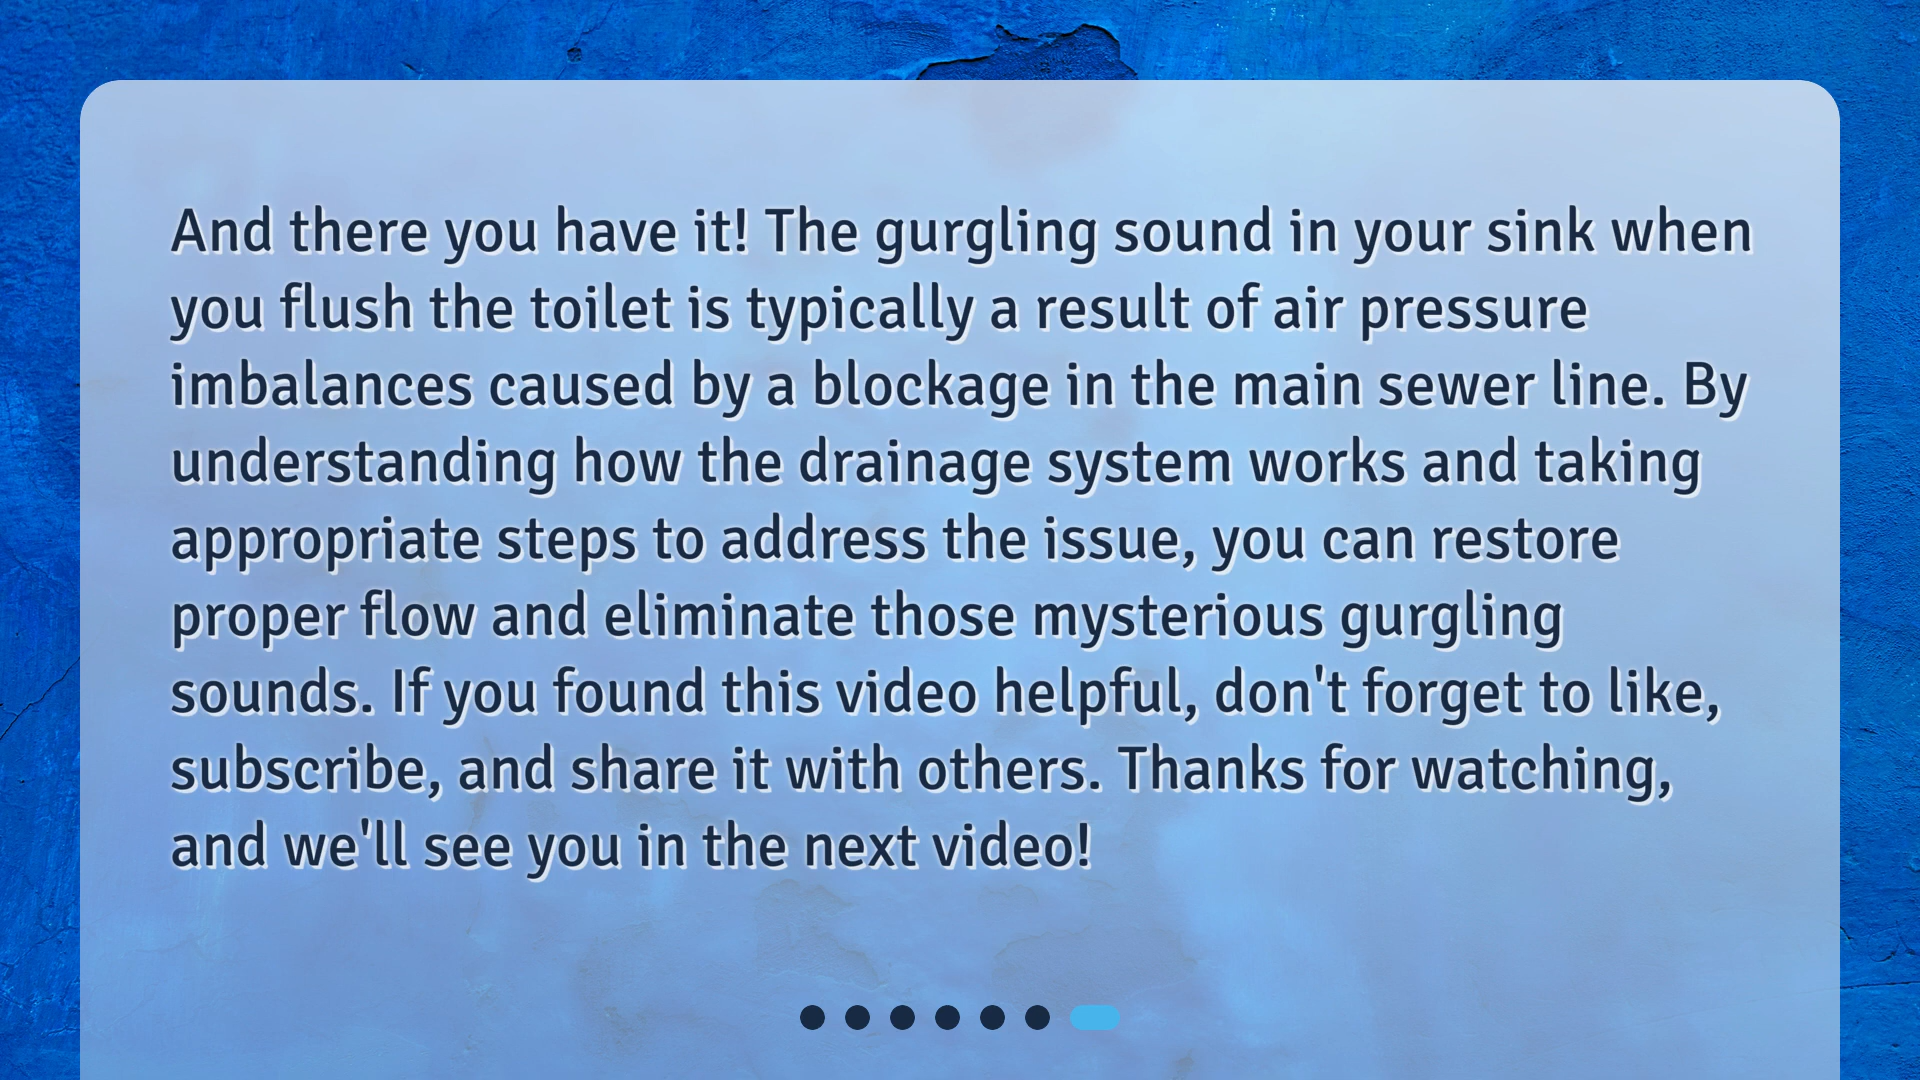 And there you have it! The gurgling sound in your sink when
you flush the toilet is typically a result of air pressure
imbalances caused by a blockage in the main sewer line. By
understanding how the drainage system works and taking
appropriate steps to address the issue, you can restore
proper flow and eliminate those mysterious gurgling
sounds. If you found this video helpful, don't forget to like,
subscribe, and share it with others. Thanks for watching,
and we'll see you in the next video!